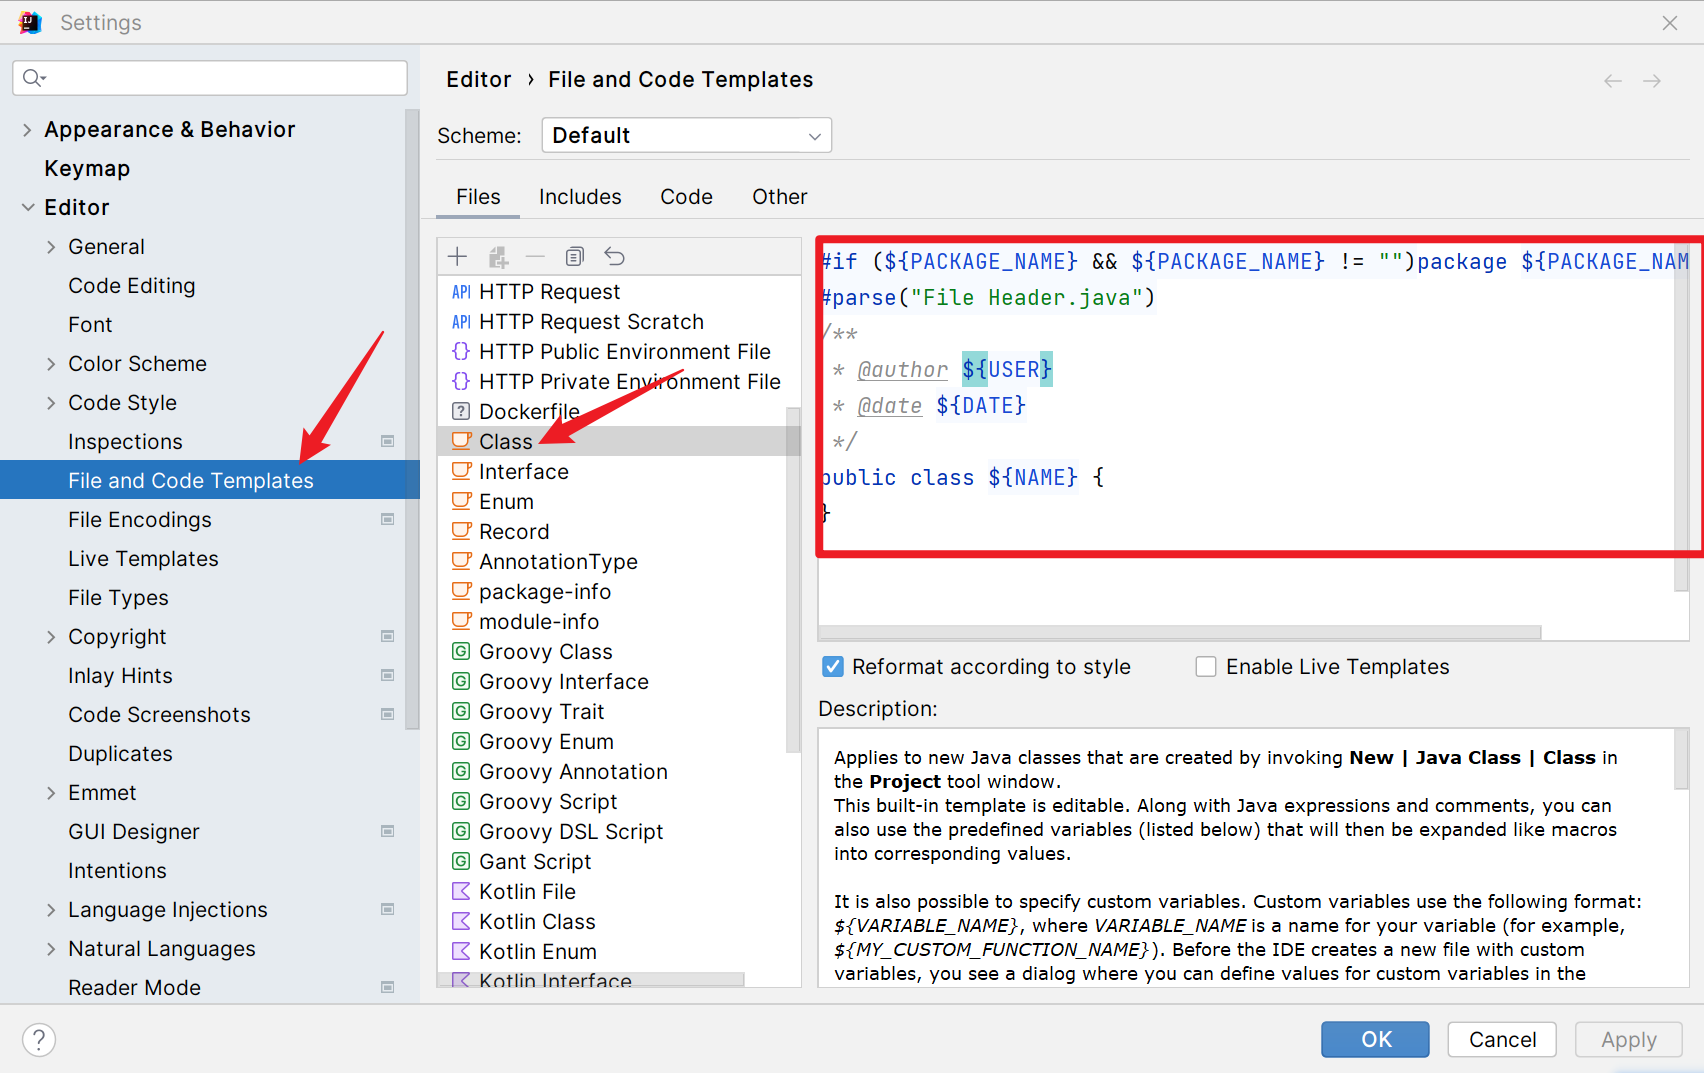 Settings
Appearance & Behavior
Keymap
Editor
General
Code Editing
Font
Color Scheme
Code Style
Inspections
File and Code Templates
File Encodings
Live Templates
File Types
Copyright
Inlay Hints
Code Screenshots
Duplicates
Emmet
GUI Designer
Intentions
Language Injections
Natural Languages
Reader Mode
Editor › File and Code Templates
Scheme: Default
Files Includes Code Other
API HTTP Request
API HTTP Request Scratch
{} HTTP Public Environment File
{} HTTP Private Environment File
? Dockerfile
Class
Interface
Enum
Record
AnnotationType
package-info
module-info
G Groovy Class
G Groovy Interface
G Groovy Trait
G Groovy Enum
G Groovy Annotation
G Groovy Script
G Groovy DSL Script
G Gant Script
Kotlin File
Kotlin Class
Kotlin Enum
Kotlin Interface
#if (${PACKAGE_NAME} && ${PACKAGE_NAME} != "")package ${PACKAGE_NAM
#parse("File Header.java")
/**
* @author ${USER}
* @date ${DATE}
*/
public class ${NAME} {
}
Reformat according to style Enable Live Templates
Description:
Applies to new Java classes that are created by invoking New | Java Class | Class in
the Project tool window.
This built-in template is editable. Along with Java expressions and comments, you can
also use the predefined variables (listed below) that will then be expanded like macros
into corresponding values.
It is also possible to specify custom variables. Custom variables use the following format:
${VARIABLE_NAME}, where VARIABLE_NAME is a name for your variable (for example,
${MY_CUSTOM_FUNCTION_NAME}). Before the IDE creates a new file with custom
variables, you see a dialog where you can define values for custom variables in the
? OK Cancel Apply